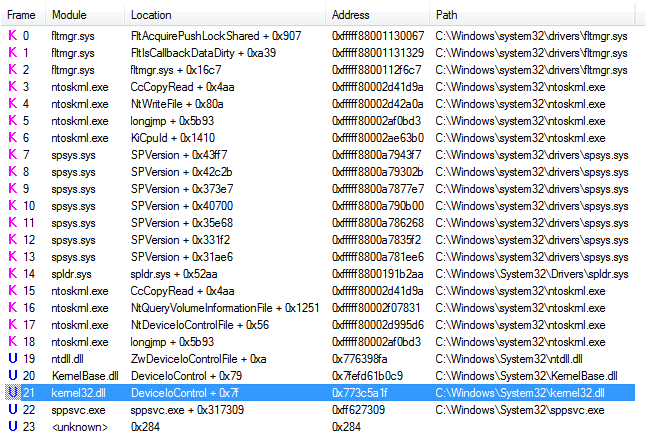 Frame Module Location Address Path
K 0 fltmgr.sys FltAcquirePushLockShared + 0x907 0xfffff88001130067 C:\Windows\system32\drivers\fltmgr.sys
K 1 fltmgr.sys FltIsCallbackDataDirty + 0xa39 0xfffff88001131329 C:\Windows\system32\drivers\fltmgr.sys
K 2 fltmgr.sys fltmgr.sys + 0x16c7 0xfffff8800112f6c7 C:\Windows\system32\drivers\fltmgr.sys
K 3 ntoskrnl.exe CcCopyRead + 0x4aa 0xfffff80002d41d9a C:\Windows\system32\ntoskrnl.exe
K 4 ntoskrnl.exe NtWriteFile + 0x80a 0xfffff80002d42a0a C:\Windows\system32\ntoskrnl.exe
K 5 ntoskrnl.exe longjmp + 0x5b93 0xfffff80002af0bd3 C:\Windows\system32\ntoskrnl.exe
K 6 ntoskrnl.exe KiCpuId + 0x1410 0xfffff80002ae63b0 C:\Windows\system32\ntoskrnl.exe
K 7 spsys.sys SPVersion + 0x43ff7 0xfffff8800a7943f7 C:\Windows\system32\drivers\spsys.sys
K 8 spsys.sys SPVersion + 0x42c2b 0xfffff8800a79302b C:\Windows\system32\drivers\spsys.sys
K 9 spsys.sys SPVersion + 0x373e7 0xfffff8800a7877e7 C:\Windows\system32\drivers\spsys.sys
K 10 spsys.sys SPVersion + 0x40700 0xfffff8800a790b00 C:\Windows\system32\drivers\spsys.sys
K 11 spsys.sys SPVersion + 0x35e68 0xfffff8800a786268 C:\Windows\system32\drivers\spsys.sys
K 12 spsys.sys SPVersion + 0x331f2 0xfffff8800a7835f2 C:\Windows\system32\drivers\spsys.sys
K 13 spsys.sys SPVersion + 0x31ae6 0xfffff8800a781ee6 C:\Windows\system32\drivers\spsys.sys
K 14 spldr.sys spldr.sys + 0x52aa 0xfffff8800191b2aa C:\Windows\System32\Drivers\spldr.sys
K 15 ntoskrnl.exe CcCopyRead + 0x4aa 0xfffff80002d41d9a C:\Windows\system32\ntoskrnl.exe
K 16 ntoskrnl.exe NtQueryVolumeInformationFile + 0x1251 0xfffff80002f07831 C:\Windows\system32\ntoskrnl.exe
K 17 ntoskrnl.exe NtDeviceIoControlFile + 0x56 0xfffff80002d995d6 C:\Windows\system32\ntoskrnl.exe
K 18 ntoskrnl.exe longjmp + 0x5b93 0xfffff80002af0bd3 C:\Windows\system32\ntoskrnl.exe
U 19 ntdll.dll ZwDeviceIoControlFile + 0xa 0x776398fa C:\Windows\System32\ntdll.dll
U 20 KernelBase.dll DeviceIoControl + 0x79 0x7fefd61b0c9 C:\Windows\System32\KernelBase.dll
U 21 kernel32.dll DeviceIoControl + 0x7f 0x773c5a1f C:\Windows\System32\kernel32.dll
U 22 sppsvc.exe sppsvc.exe + 0x317309 0xff627309 C:\Windows\System32\sppsvc.exe
U 23 <unknown> 0x284 0x284